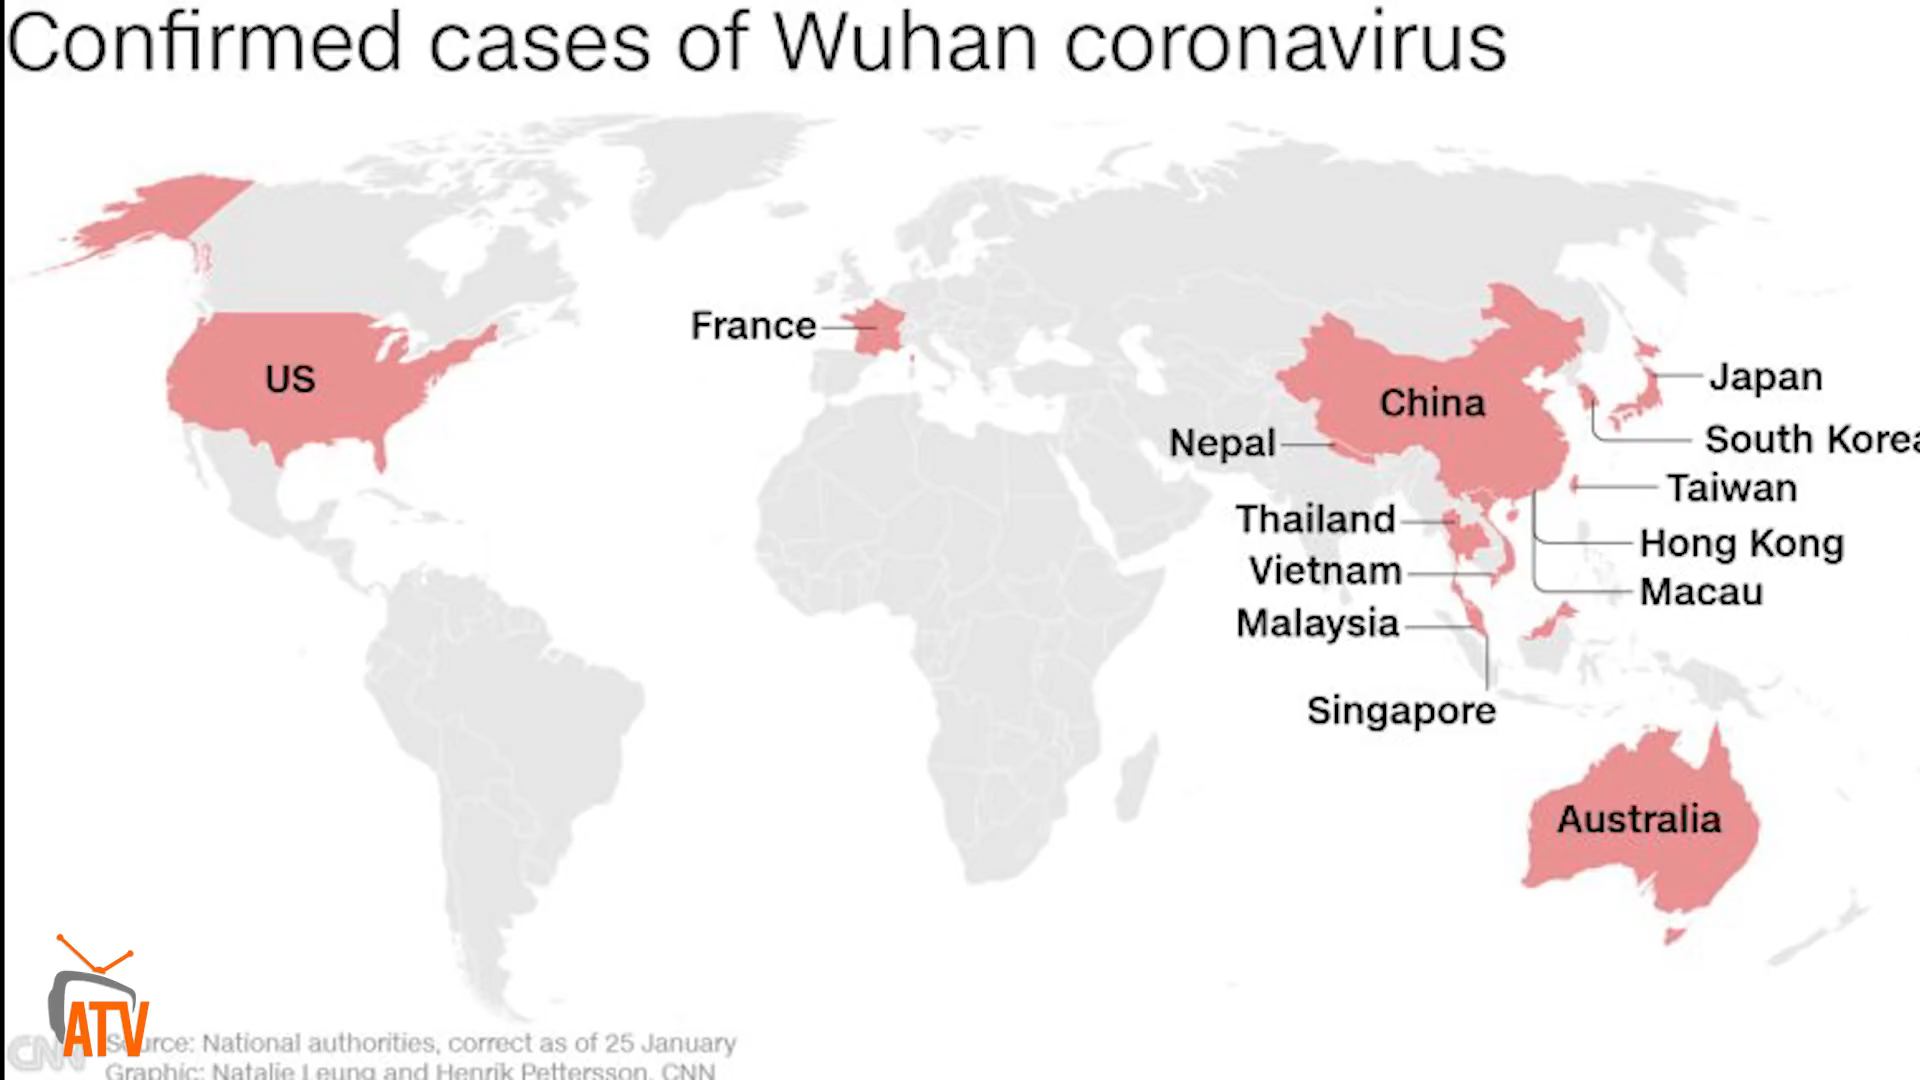 Confirmed cases of Wuhan coronavirus
US
France
China
Japan
Nepal
South Korea
Taiwan
Thailand
Hong Kong
Vietnam
Macau
Malaysia
Singapore
Australia
ATV
CNN
Source: National authorities, correct as of 25 January
Graphic: Natalie Leung and Henrik Pettersson, CNN